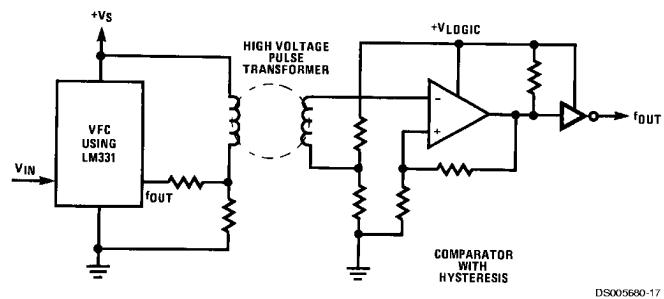 +VS
HIGH VOLTAGE
PULSE
TRANSFORMER
+VLOGIC
VFC
USING
LM331
VIN
fOUT
−
+
fOUT
COMPARATOR
WITH
HYSTERESIS
DS005680-17